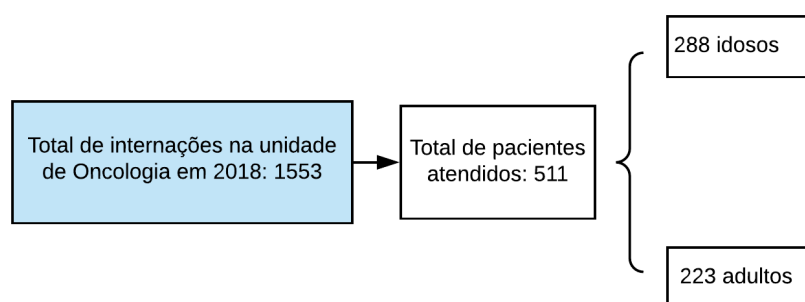 Total de internações na unidade
de Oncologia em 2018: 1553
Total de pacientes
atendidos: 511
288 idosos
223 adultos